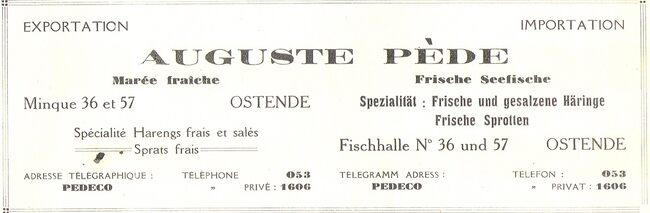 EXPORTATION IMPORTATION
AUGUSTE PÈDE
Marée fraîche
Minque 36 et 57 OSTENDE
Spécialité Harengs frais et salés
Sprats frais
ADRESSE TÉLÉGRAPHIQUE : TÉLÉPHONE 053
PEDECO „ PRIVÉ : 1606
Frische Seefische
Spezialität : Frische und gesalzene Häringe
Frische Sprotten
Fischhalle No 36 und 57 OSTENDE
TELEGRAMM ADRESS : TELEFON : 053
PEDECO „ PRIVAT : 1606